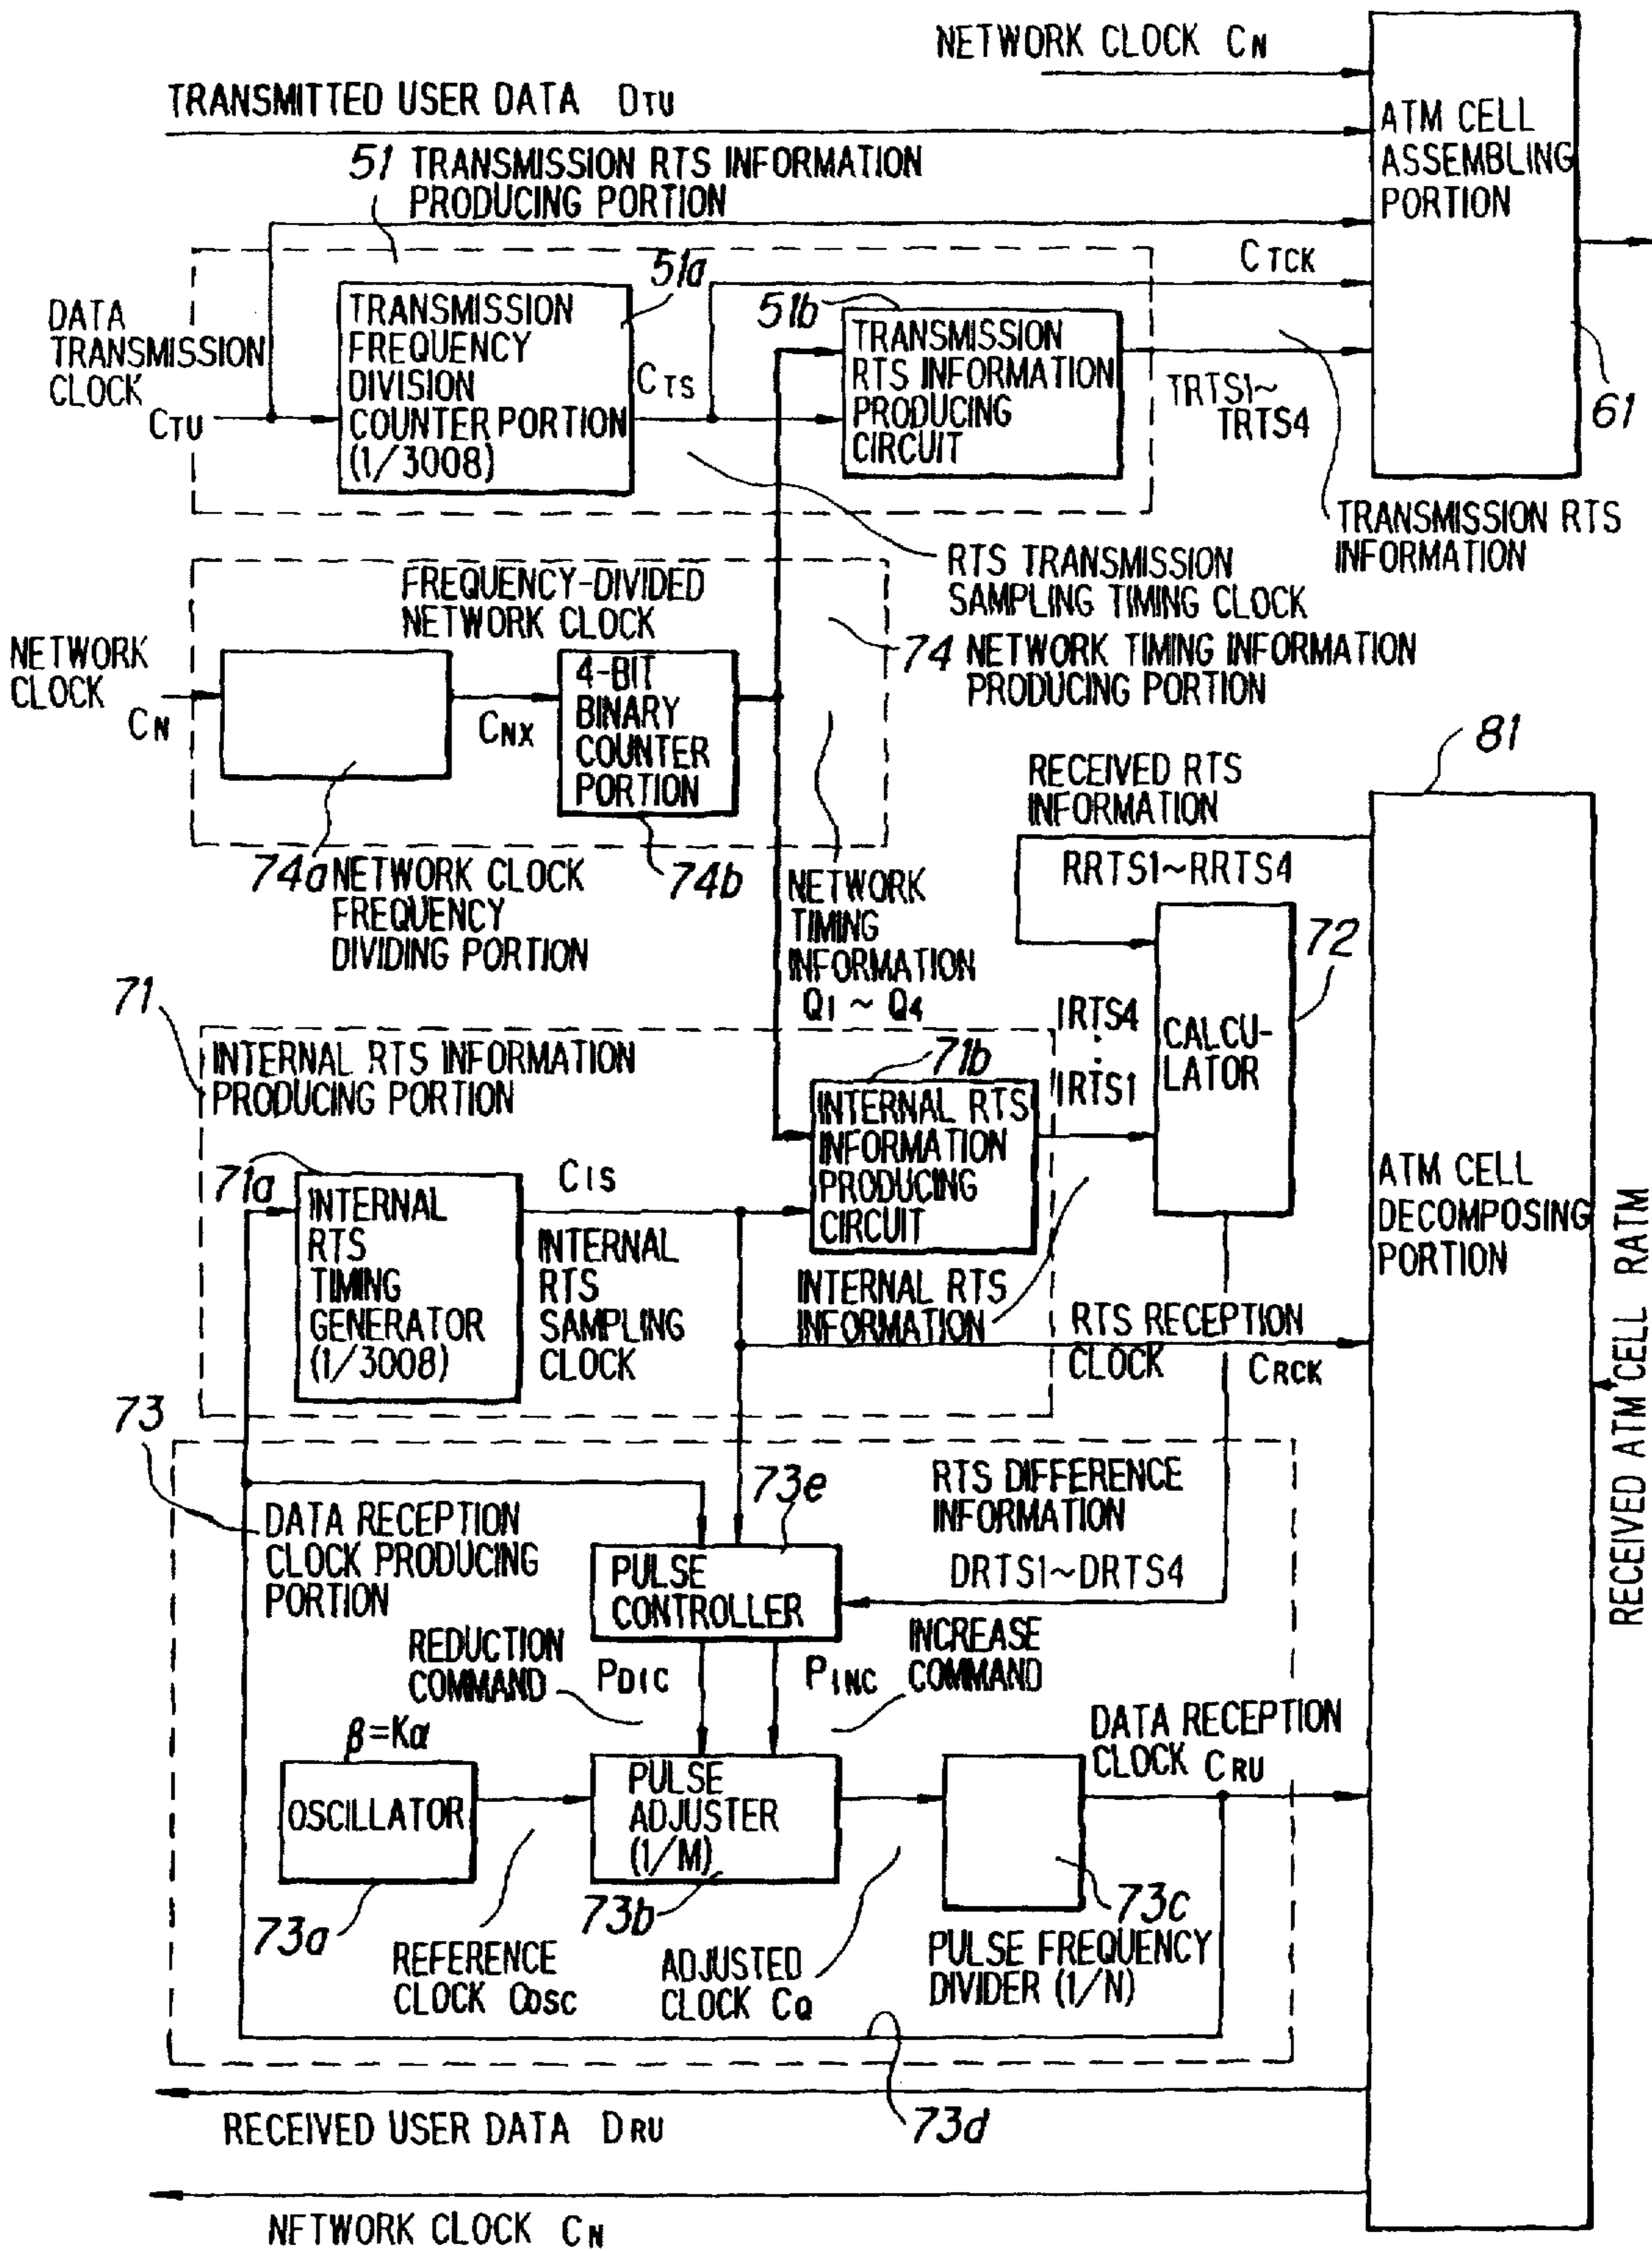 NETWORK CLOCK CN
TRANSMITTED USER DATA DTU
ATM CELL
ASSEMBLING
PORTION
51 TRANSMISSION RTS INFORMATION
PRODUCING PORTION
CTCK
51a
51b
DATA
TRANSMISSION
CLOCK
CTU
TRANSMISSION
FREQUENCY
DIVISION
COUNTER PORTION
(1/3008)
CTS
TRANSMISSION
RTS INFORMATION
PRODUCING
CIRCUIT
TRTS1~
TRTS4
61
TRANSMISSION RTS
INFORMATION
RTS TRANSMISSION
SAMPLING TIMING CLOCK
FREQUENCY-DIVIDED
NETWORK CLOCK
74 NETWORK TIMING INFORMATION
PRODUCING PORTION
NETWORK
CLOCK
CN
CNX
4-BIT
BINARY
COUNTER
PORTION
74a NETWORK CLOCK
FREQUENCY
DIVIDING PORTION
74b
NETWORK
TIMING
INFORMATION
Q1 ~ Q4
RECEIVED RTS
INFORMATION
RRTS1~RRTS4
81
72
71
INTERNAL RTS INFORMATION
PRODUCING PORTION
71b
IRTS4
:
IRTS1
CALCU-
LATOR
INTERNAL RTS
INFORMATION
PRODUCING
CIRCUIT
71a
INTERNAL
RTS
TIMING
GENERATOR
(1/3008)
CIS
INTERNAL
RTS
SAMPLING
CLOCK
INTERNAL RTS
INFORMATION
RTS RECEPTION
CLOCK CRCK
ATM CELL
DECOMPOSING
PORTION
RECEIVED ATM CELL RATM
73
DATA RECEPTION
CLOCK PRODUCING
PORTION
73e
RTS DIFFERENCE
INFORMATION
DRTS1~DRTS4
PULSE
CONTROLLER
REDUCTION
COMMAND
PDIC
PINC
INCREASE
COMMAND
β=Kα
OSCILLATOR
73a
PULSE
ADJUSTER
(1/M)
73b
DATA RECEPTION
CLOCK CRU
73c
PULSE FREQUENCY
DIVIDER (1/N)
REFERENCE
CLOCK COSC
ADJUSTED
CLOCK CQ
73d
RECEIVED USER DATA DRU
NFTWORK CLOCK CN